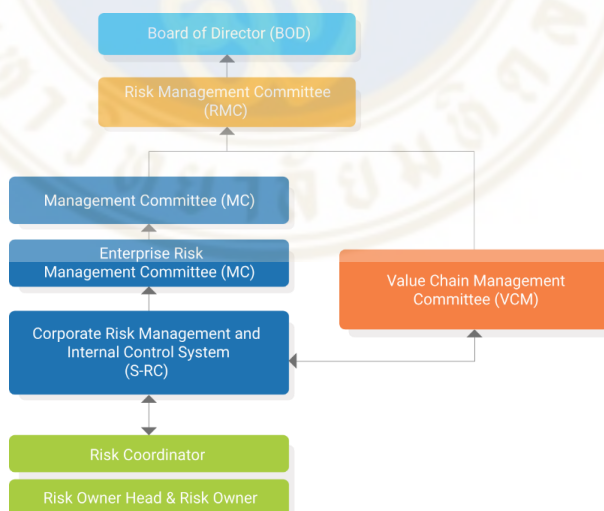 Board of Director (BOD)
Risk Management Committee
(RMC)
Management Committee (MC)
Enterprise Risk
Management Committee (MC)
Value Chain Management
Committee (VCM)
Corporate Risk Management and
Internal Control System
(S-RC)
Risk Coordinator
Risk Owner Head & Risk Owner